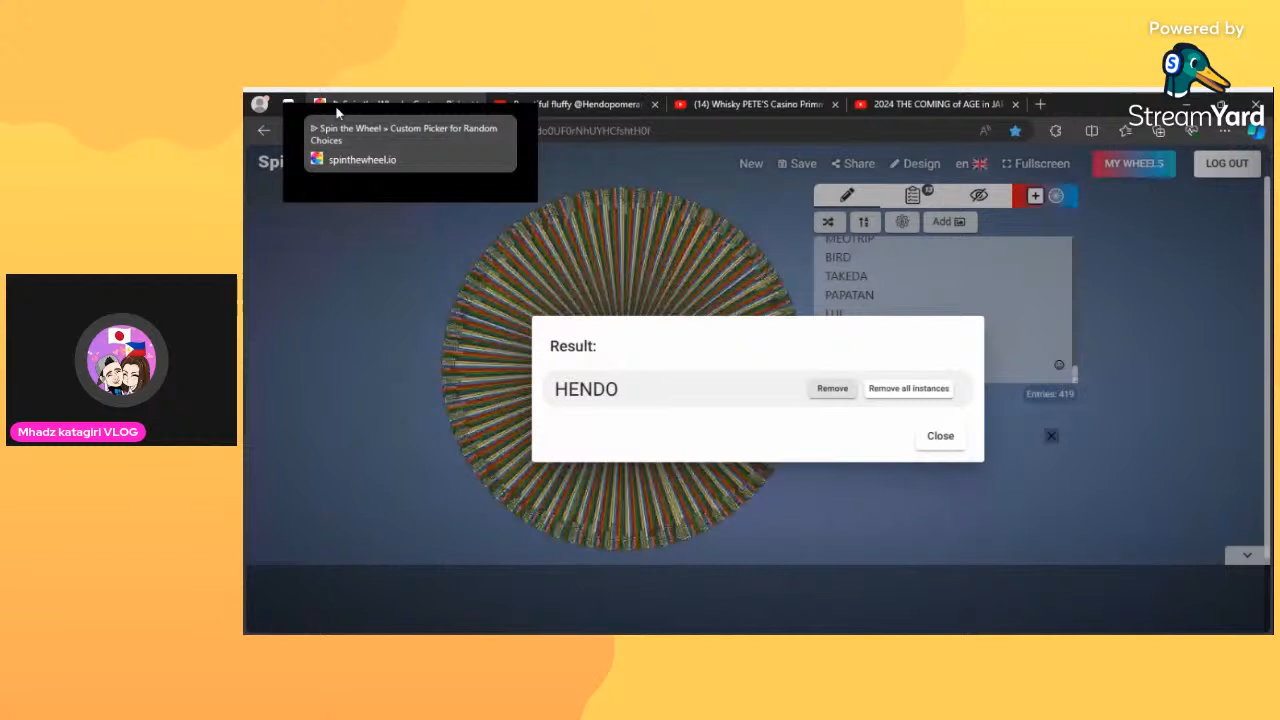 Powered by
StreamYard
(14) Whisky PETE'S Casino Primm
2024 THE COMING of AGE in JA
▷ Spin the Wheel » Custom Picker for Random
Choices
spinthewheel.io
Spi
New
Save
Share
Design
en
Fullscreen
MY WHEELS
LOG OUT
Add
BIRD
TAKEDA
PAPATAN
Entries: 419
Result:
HENDO
Remove
Remove all instances
Close
Mhadz katagiri VLOG